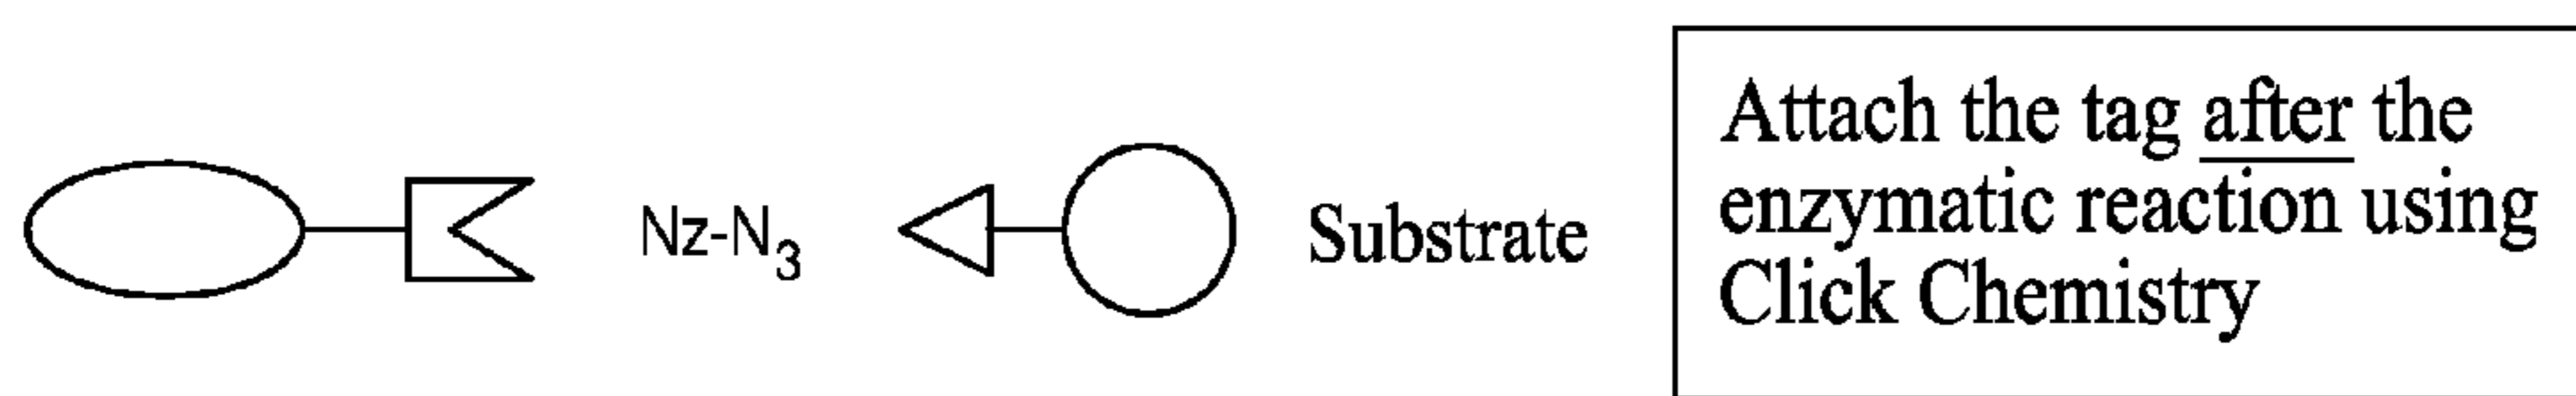 Nz-N₃
Substrate
Attach the tag after the
enzymatic reaction using
Click Chemistry